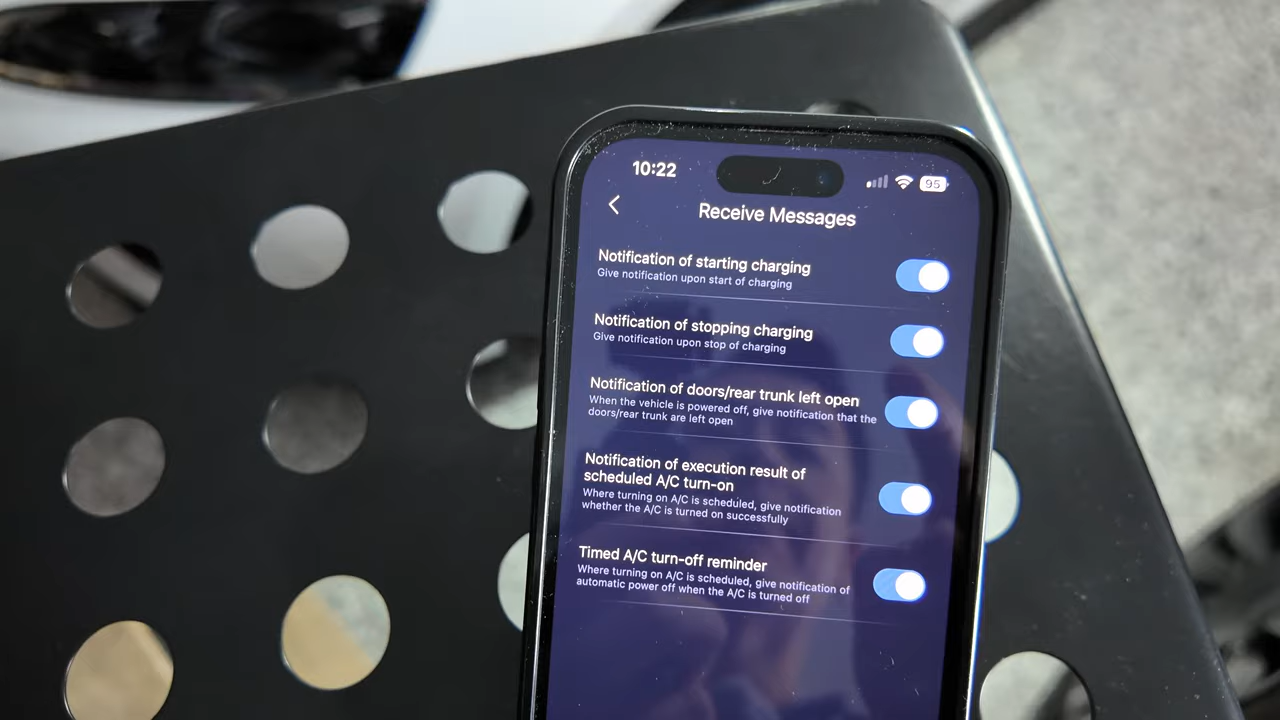 10:22
95
Receive Messages
Notification of starting charging
Give notification upon start of charging
Notification of stopping charging
Give notification upon stop of charging
Notification of doors/rear trunk left open
When the vehicle is powered off, give notification that the
doors/rear trunk are left open
Notification of execution result of
scheduled A/C turn-on
Where turning on A/C is scheduled, give notification
whether the A/C is turned on successfully
Timed A/C turn-off reminder
Where turning on A/C is scheduled, give notification of
automatic power off when the A/C is turned off